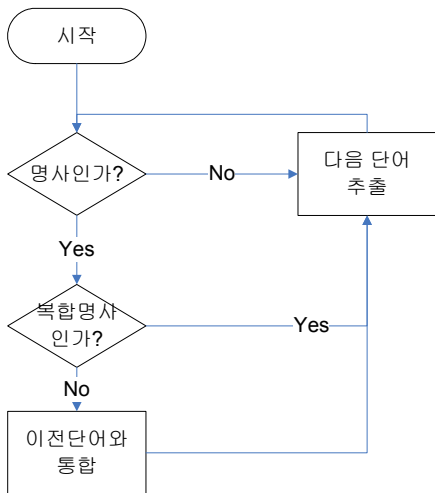 시작
명사인가?
No
다음 단어
추출
Yes
복합명사
인가?
Yes
No
이전단어와
통합